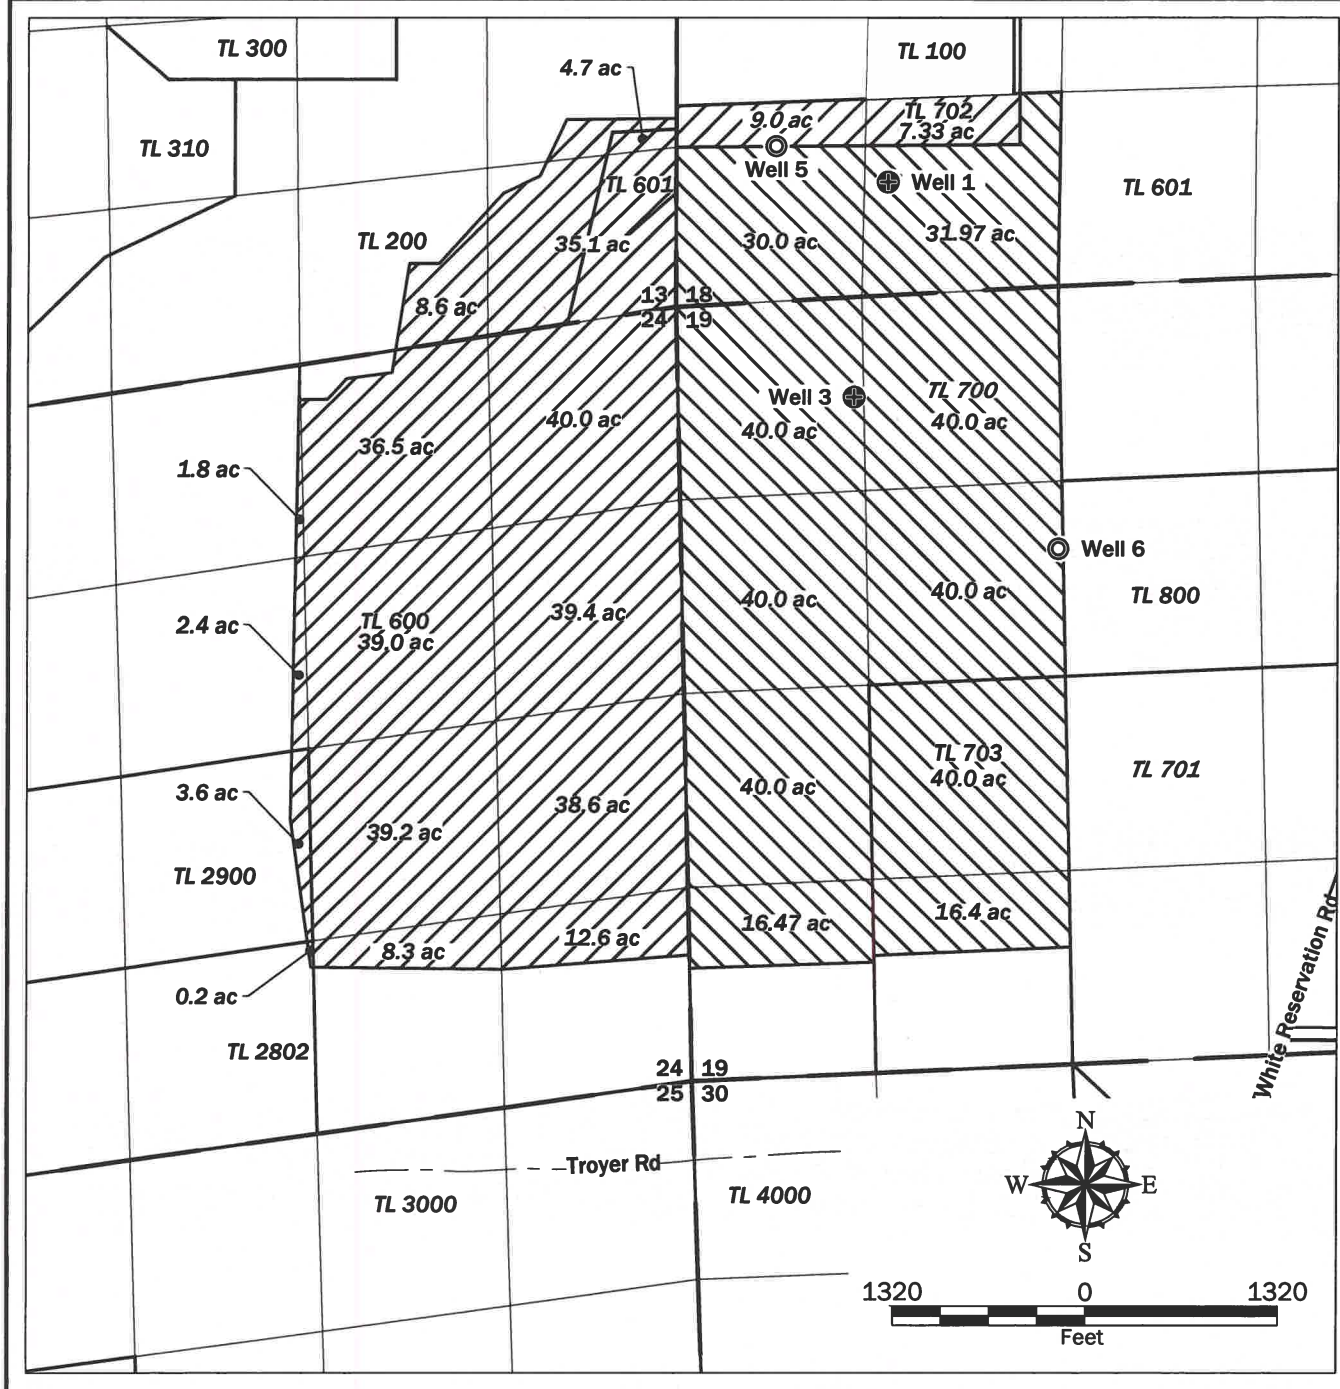 TL 300
4.7 ac
TL 100
TL 310
9.0 ac
TL 702
7.33 ac
Well 5
Well 1
TL 601
TL 601
TL 200
35.1 ac
30.0 ac
31.97 ac
8.6 ac
13 18
24 19
Well 3
TL 700
40.0 ac
40.0 ac
40.0 ac
36.5 ac
1.8 ac
Well 6
40.0 ac
40.0 ac
TL 800
2.4 ac
TL 600
39.0 ac
39.4 ac
TL 703
40.0 ac
TL 701
3.6 ac
40.0 ac
38.6 ac
39.2 ac
TL 2900
16.47 ac
16.4 ac
12.6 ac
8.3 ac
0.2 ac
White Reservation Rd
TL 2802
24 19
25 30
N
W E
S
Troyer Rd
TL 3000
TL 4000
1320 0 1320
Feet